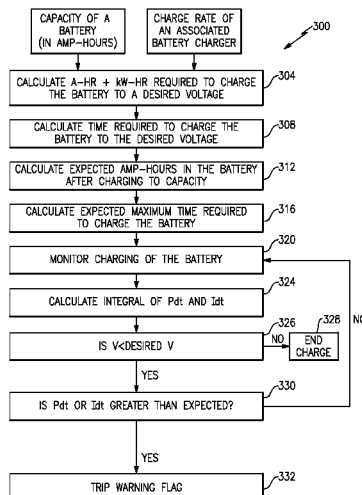 CAPACITY OF A
BATTERY
(IN AMP-HOURS)
CHARGE RATE OF
AN ASSOCIATED
BATTERY CHARGER
300
CALCULATE A-HR + kW-HR REQUIRED TO CHARGE
THE BATTERY TO A DESIRED VOLTAGE
304
CALCULATE TIME REQUIRED TO CHARGE THE
BATTERY TO THE DESIRED VOLTAGE
308
CALCULATE EXPECTED AMP-HOURS IN THE BATTERY
AFTER CHARGING TO CAPACITY
312
CALCULATE EXPECTED MAXIMUM TIME REQUIRED
TO CHARGE THE BATTERY
316
MONITOR CHARGING OF THE BATTERY
320
CALCULATE INTEGRAL OF Pdt AND Idt
324
IS V<DESIRED V
326
NO
END
CHARGE
328
NO
YES
IS Pdt OR Idt GREATER THAN EXPECTED?
330
YES
TRIP WARNING FLAG
332